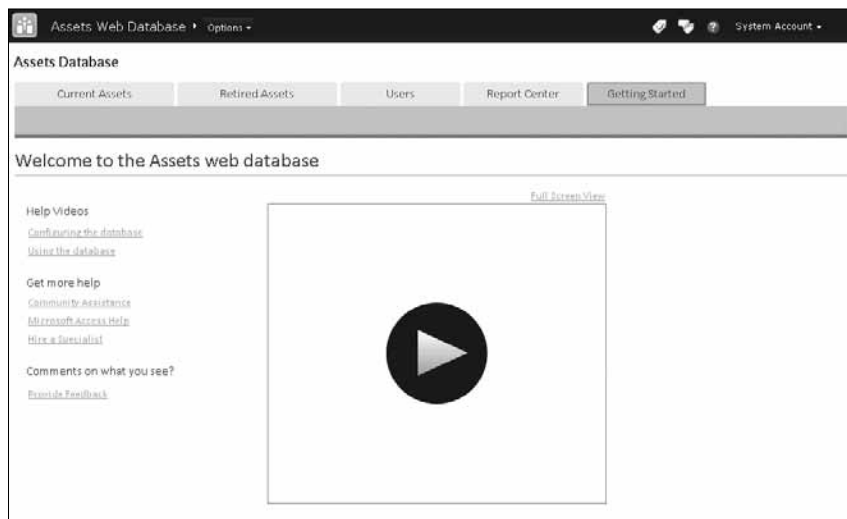 Assets Web Database Options
System Account
Assets Database
Current Assets Retired Assets Users Report Center Getting Started
Welcome to the Assets web database
Full Screen View
Help Videos
Configuring the database
Using the database
Get more help
Community Assistance
Microsoft Access Help
Hire a Specialist
Comments on what you see?
Provide Feedback